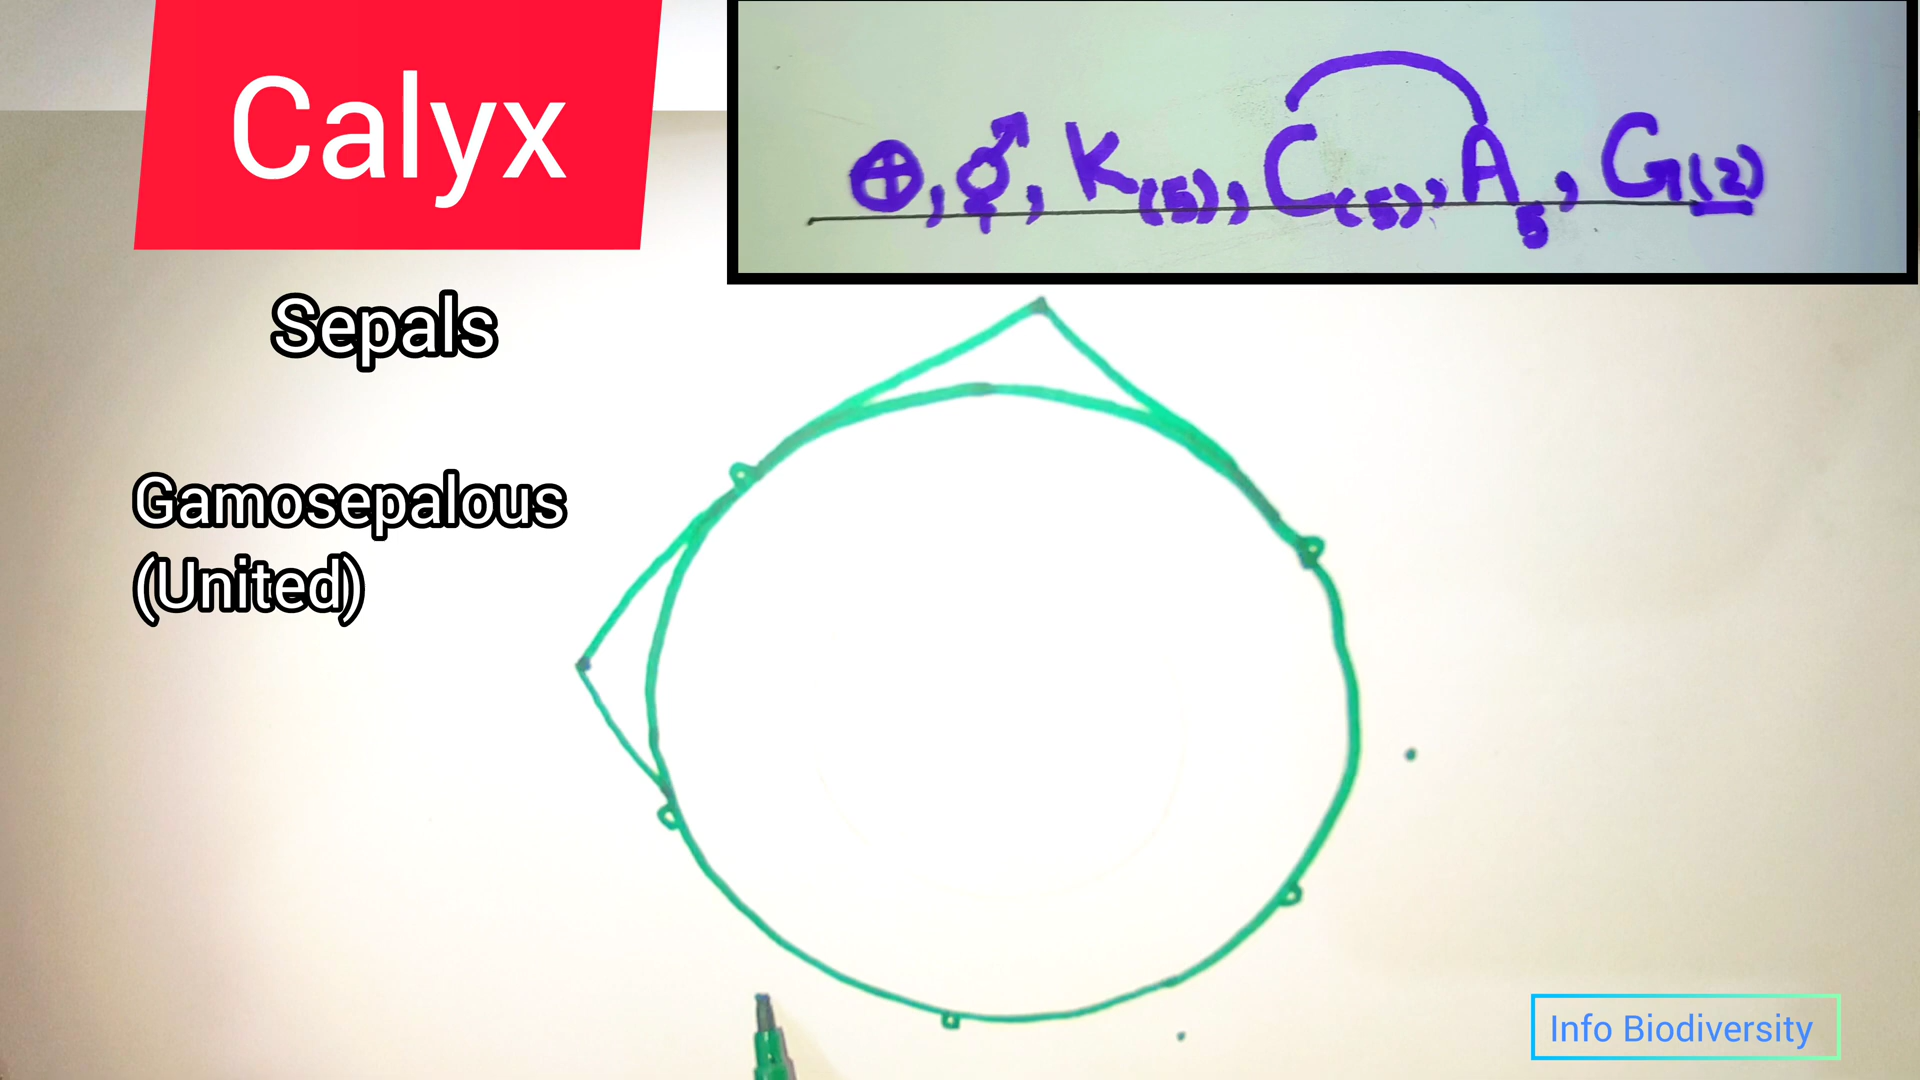 Calyx
⊕, ⚥, K(5), C(5), A5, G(2)
Sepals
Gamosepalous
(United)
Info Biodiversity